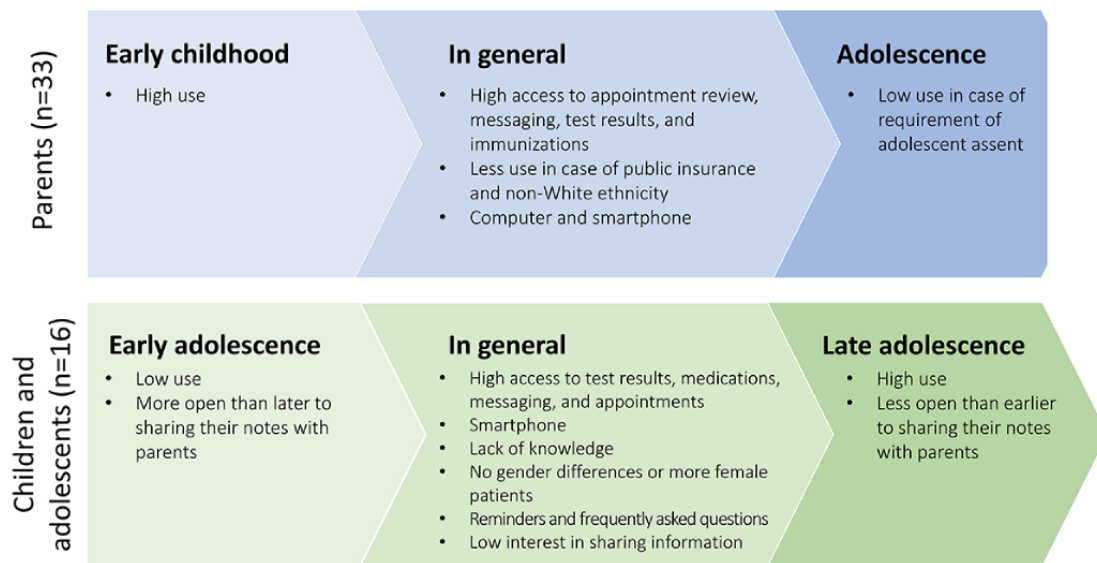 Parents (n=33)
Early childhood
• High use
In general
• High access to appointment review,
messaging, test results, and
immunizations
• Less use in case of public insurance
and non-White ethnicity
• Computer and smartphone
Adolescence
• Low use in case of
requirement of
adolescent assent
Children and
adolescents (n=16)
Early adolescence
• Low use
• More open than later to
sharing their notes with
parents
In general
• High access to test results, medications,
messaging, and appointments
• Smartphone
• Lack of knowledge
• No gender differences or more female
patients
• Reminders and frequently asked questions
• Low interest in sharing information
Late adolescence
• High use
• Less open than earlier
to sharing their notes
with parents